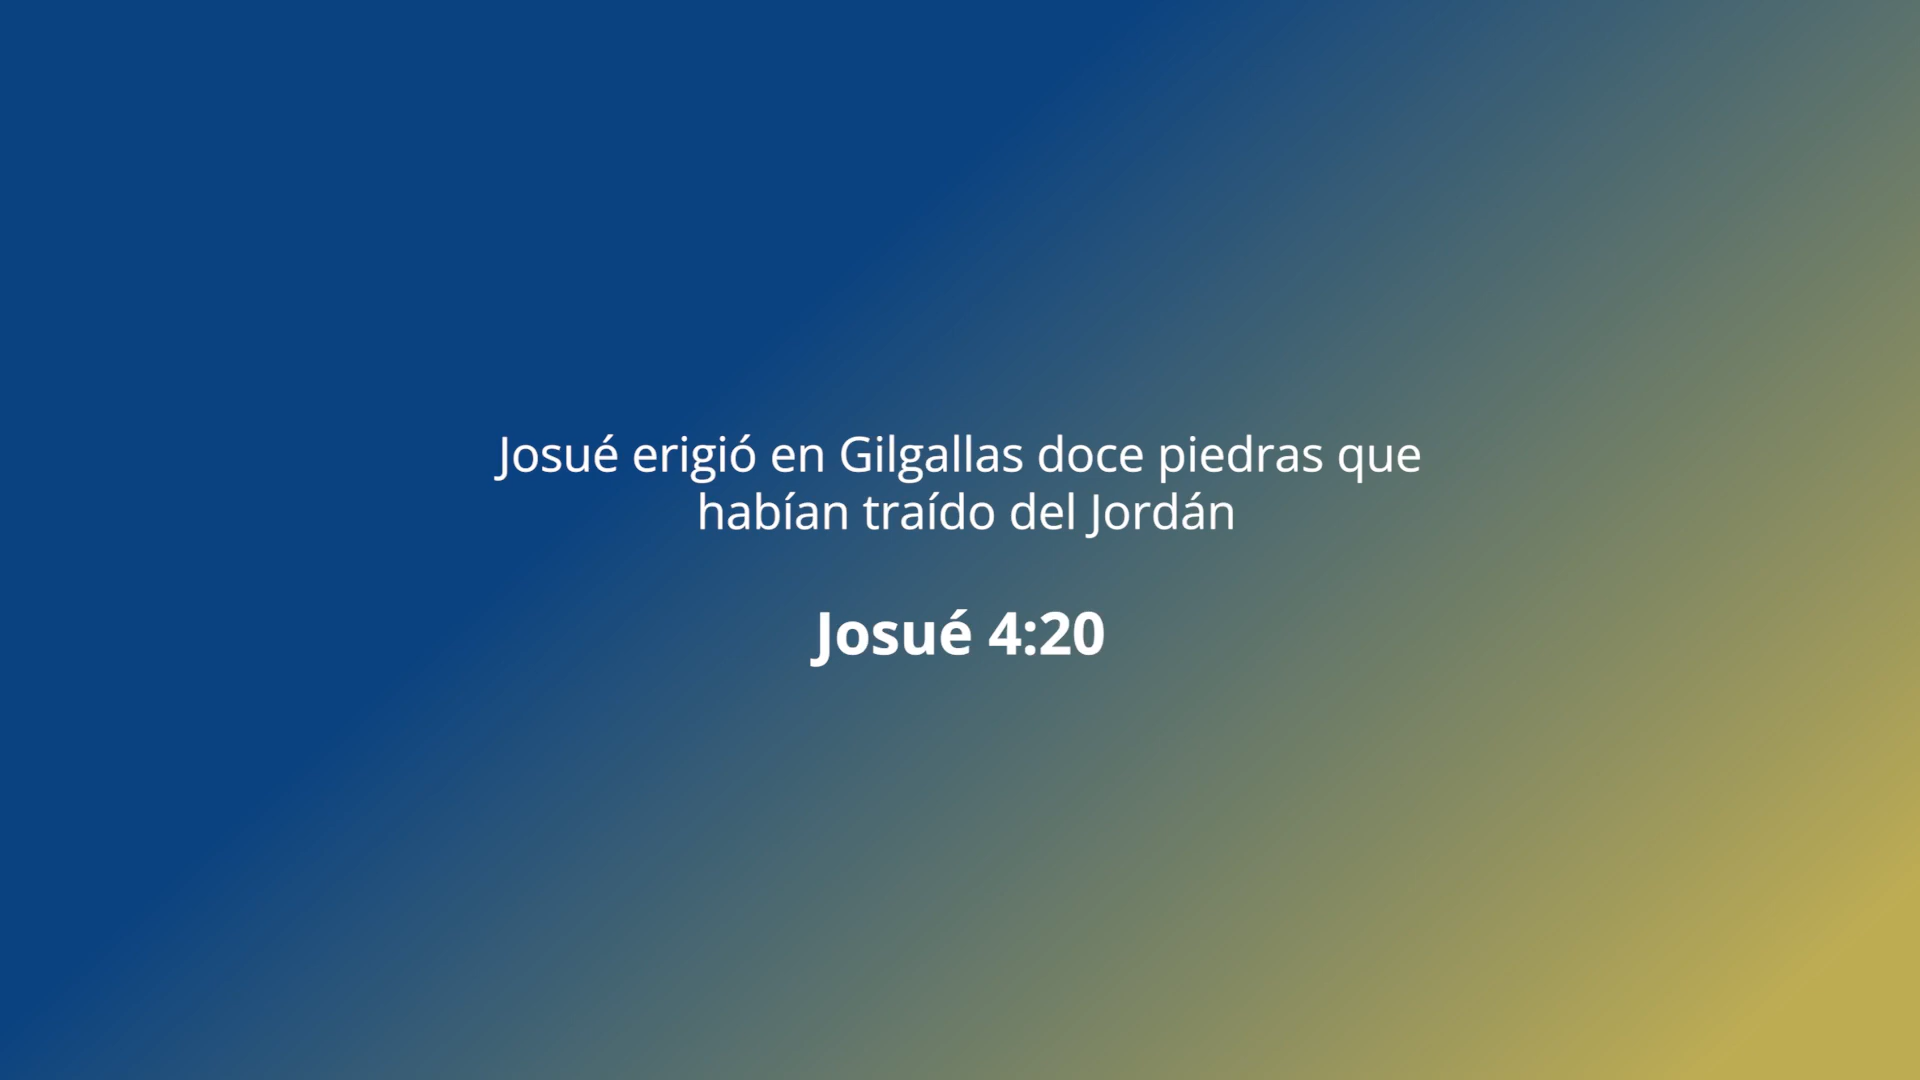 Josué erigió en Gilgallas doce piedras que
habían traído del Jordán
Josué 4:20